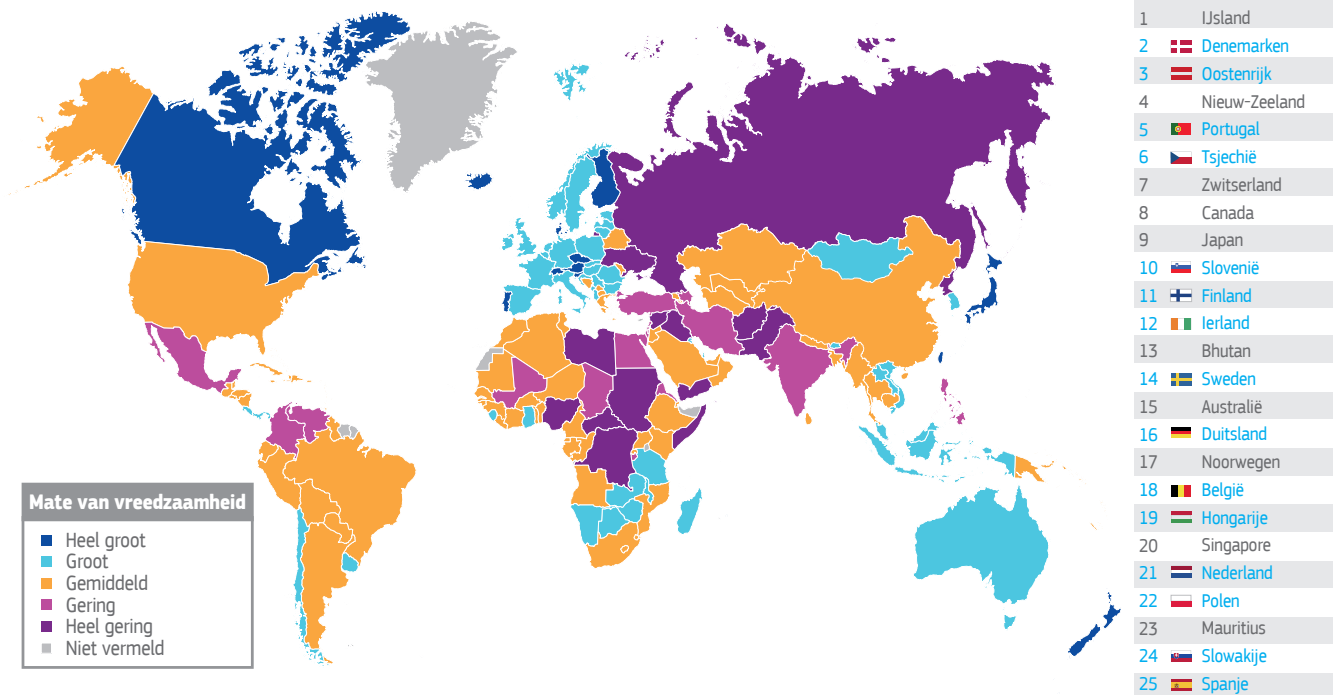 Mate van vreedzaamheid
Heel groot
Groot
Gemiddeld
Gering
Heel gering
Niet vermeld
1 IJsland
2 Denemarken
3 Oostenrijk
4 Nieuw-Zeeland
5 Portugal
6 Tsjechië
7 Zwitserland
8 Canada
9 Japan
10 Slovenië
11 Finland
12 Ierland
13 Bhutan
14 Sweden
15 Australië
16 Duitsland
17 Noorwegen
18 België
19 Hongarije
20 Singapore
21 Nederland
22 Polen
23 Mauritius
24 Slowakije
25 Spanje